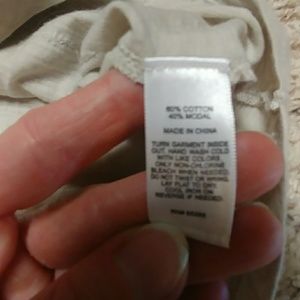 60% COTTON
40% MODAL
MADE IN CHINA
TURN GARMENT INSIDE
OUT. HAND WASH COLD
WITH LIKE COLORS
ONLY NON-CHLORINE
BLEACH WHEN NEEDED.
DO NOT TWIST OR WRING.
LAY FLAT TO DRY.
COOL IRON ON
REVERSE IF NEEDED